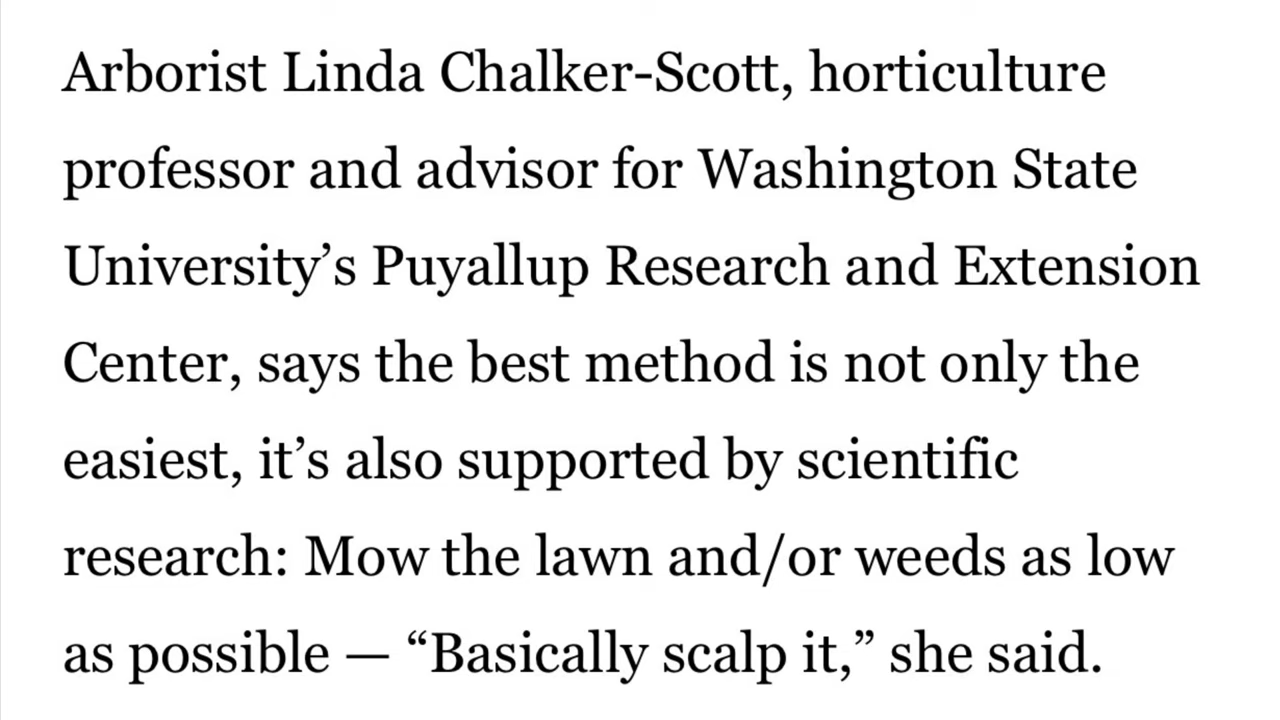 Arborist Linda Chalker-Scott, horticulture
professor and advisor for Washington State
University’s Puyallup Research and Extension
Center, says the best method is not only the
easiest, it’s also supported by scientific
research: Mow the lawn and/or weeds as low
as possible — “Basically scalp it,” she said.